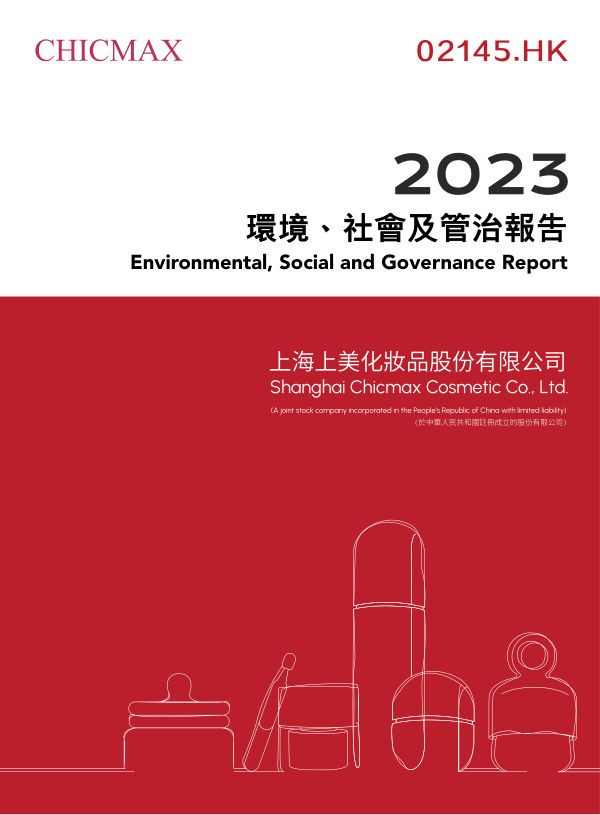 CHICMAX
02145.HK
2023
環境、社會及管治報告
Environmental, Social and Governance Report
上海上美化妝品股份有限公司
Shanghai Chicmax Cosmetic Co., Ltd.
(A joint stock company incorporated in the People's Republic of China with limited liability)
(於中華人民共和國註冊成立的股份有限公司)